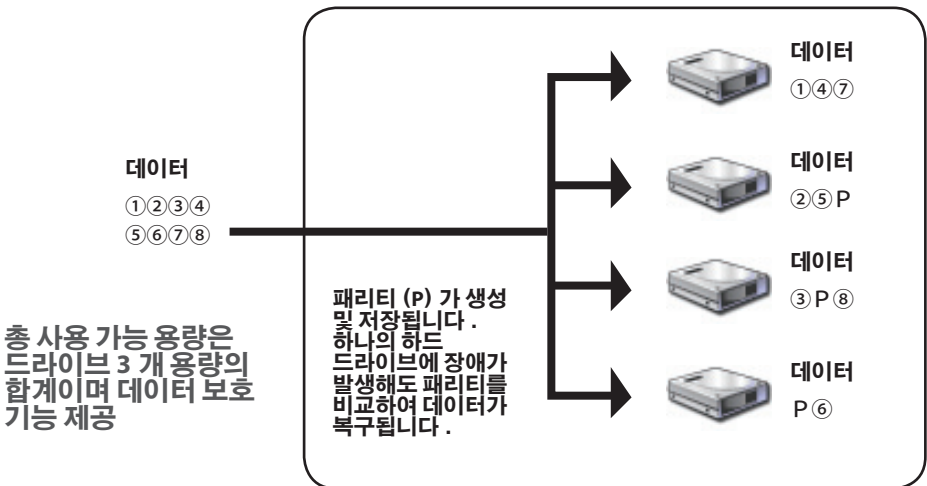 데이터
①②③④
⑤⑥⑦⑧
총 사용 가능 용량은
드라이브 3 개 용량의
합계이며 데이터 보호
기능 제공
패리티 (P) 가 생성
및 저장됩니다 .
하나의 하드
드라이브에 장애가
발생해도 패리티를
비교하여 데이터가
복구됩니다 .
데이터
①④⑦
데이터
②⑤P
데이터
③P⑧
데이터
P⑥